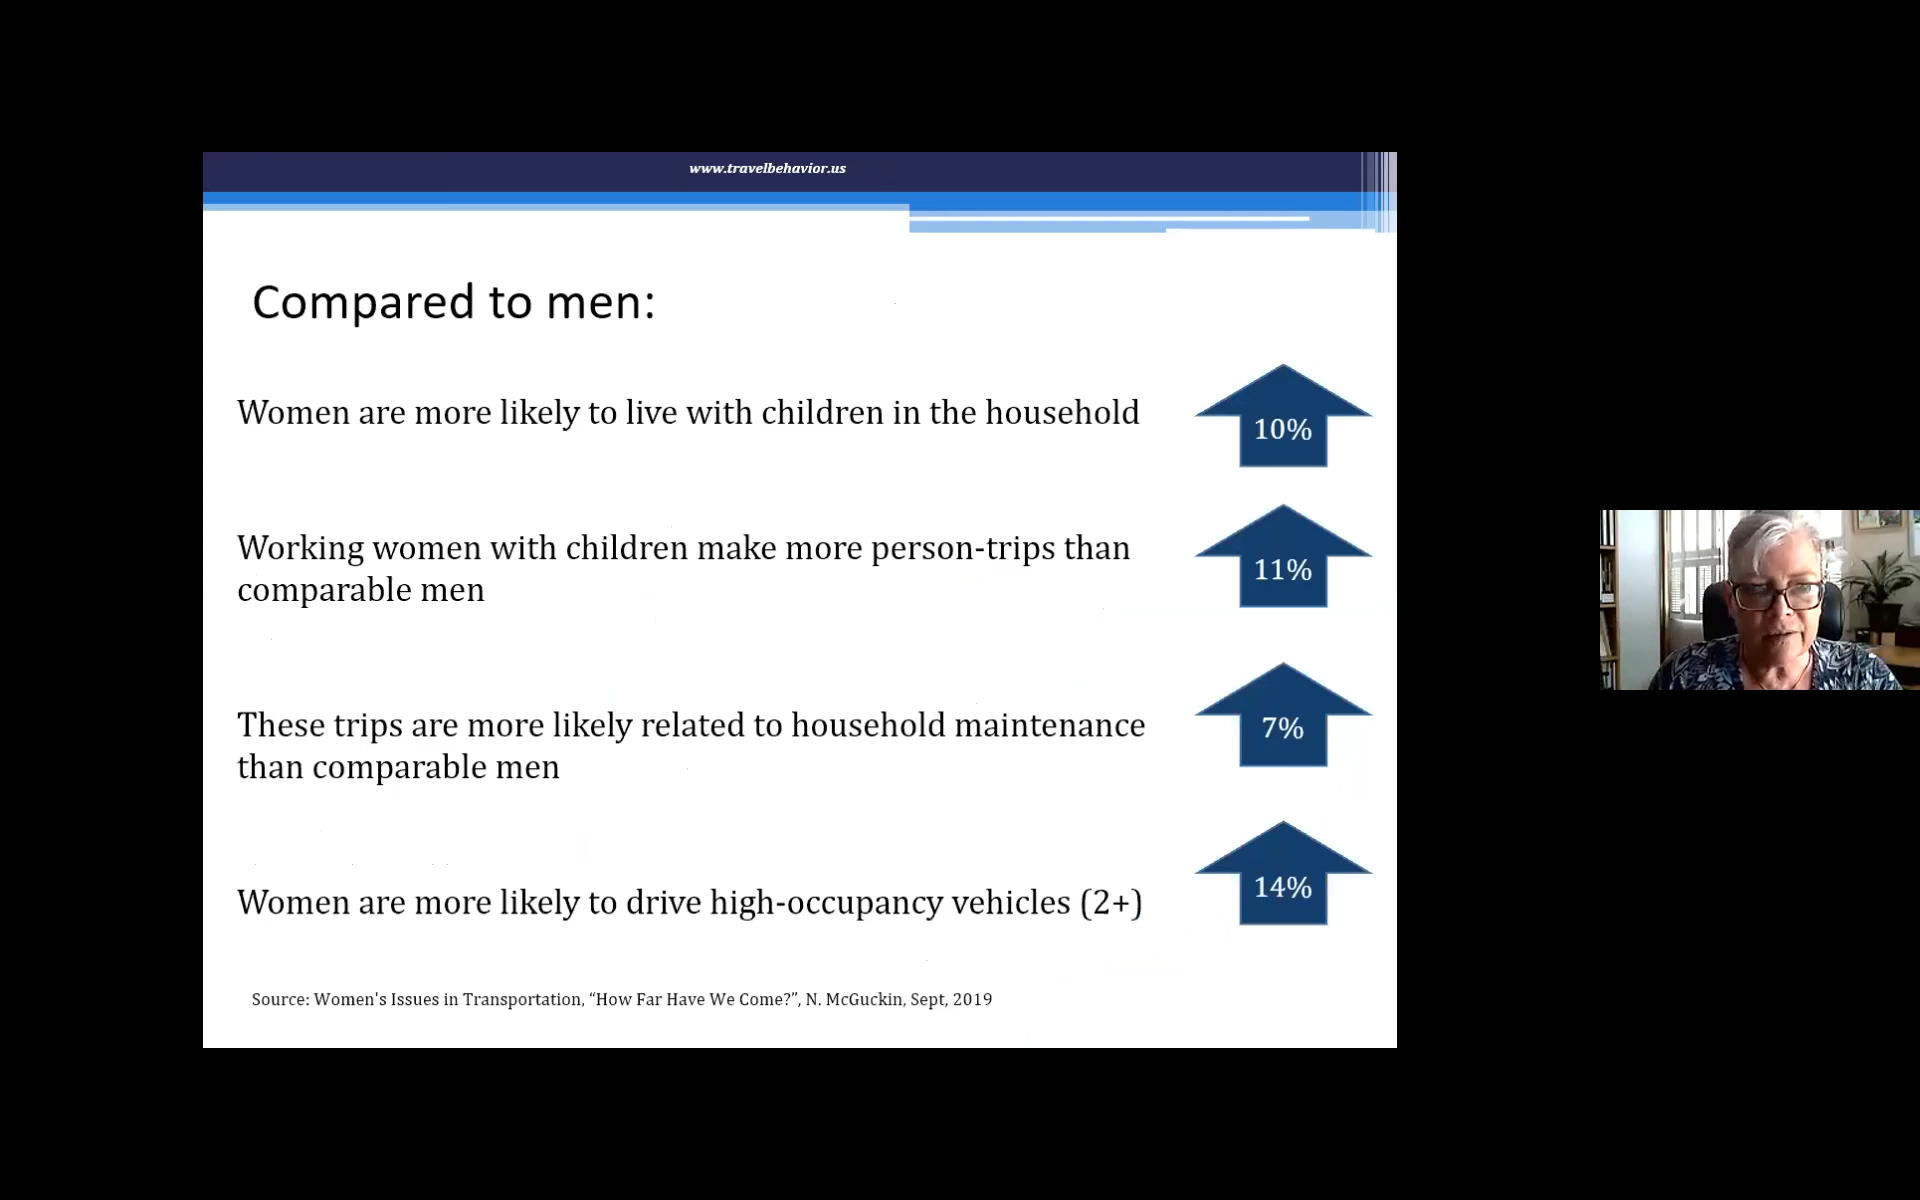 www.travelbehavior.us
Compared to men:
Women are more likely to live with children in the household
10%
Working women with children make more person-trips than
comparable men
11%
These trips are more likely related to household maintenance
than comparable men
7%
Women are more likely to drive high-occupancy vehicles (2+)
14%
Source: Women's Issues in Transportation, “How Far Have We Come?”, N. McGuckin, Sept, 2019